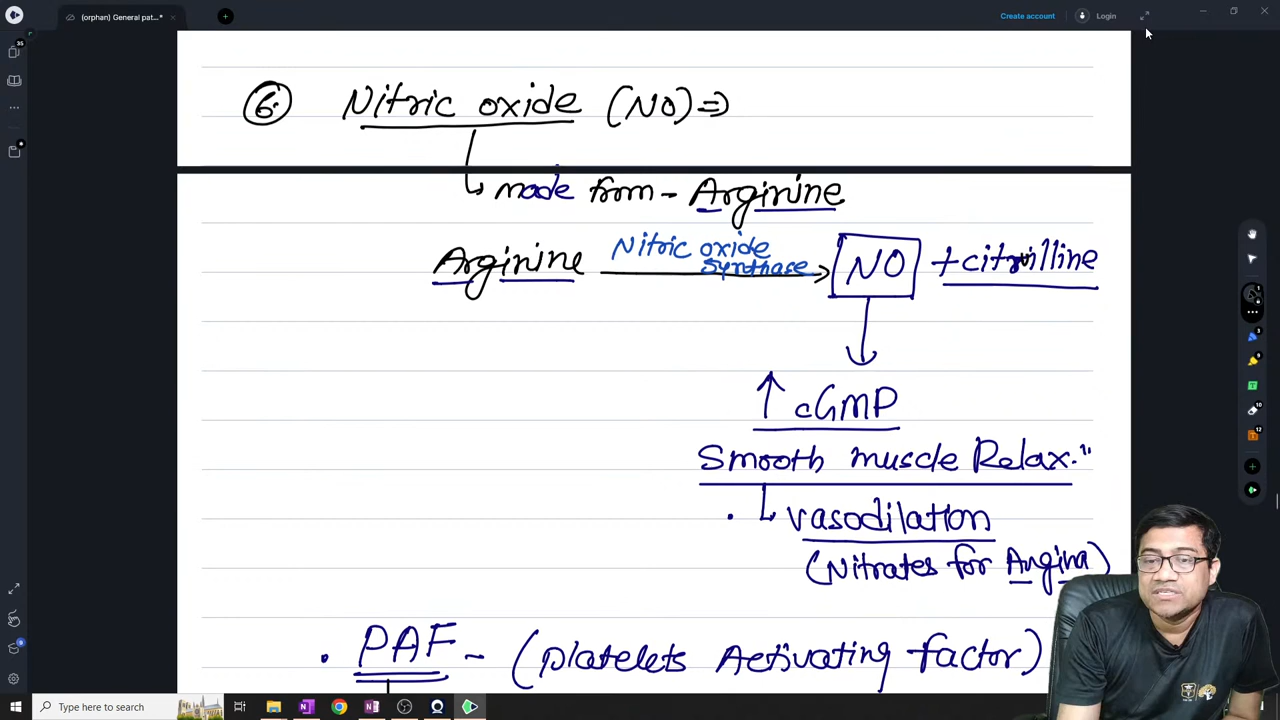 (orphan) General pat...*
Create account
Login
35
6. Nitric oxide (NO) ⇒
made from - Arginine
Arginine Nitric oxide Synthase → NO + citrulline
↑ cGMP
Smooth muscle Relax.ⁿ
vasodilation
(Nitrates for Angina)
. PAF - (Platelets Activating factor)
Type here to search